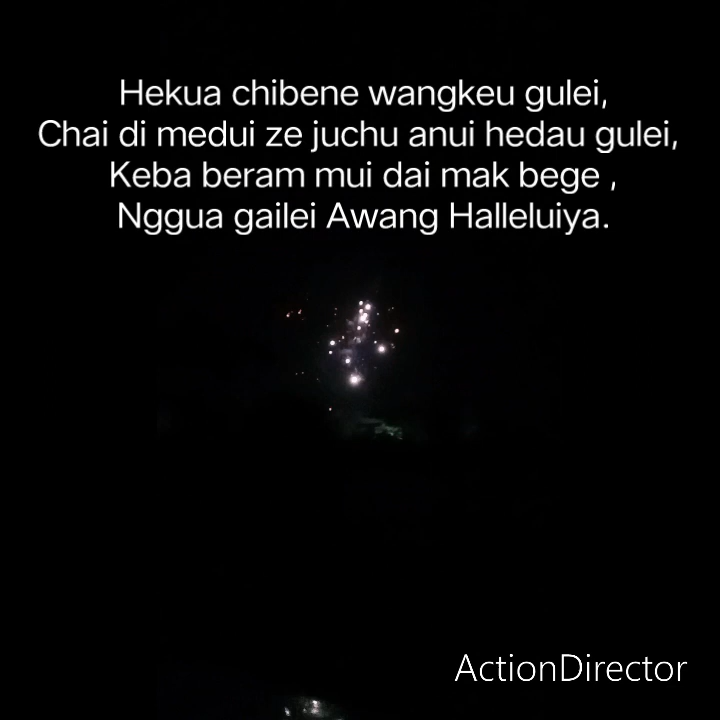 Hekua chibene wangkeu gulei,
Chai di medui ze juchu anui hedau gulei,
Keba beram mui dai mak bege ,
Nggua gailei Awang Halleluiya.
ActionDirector